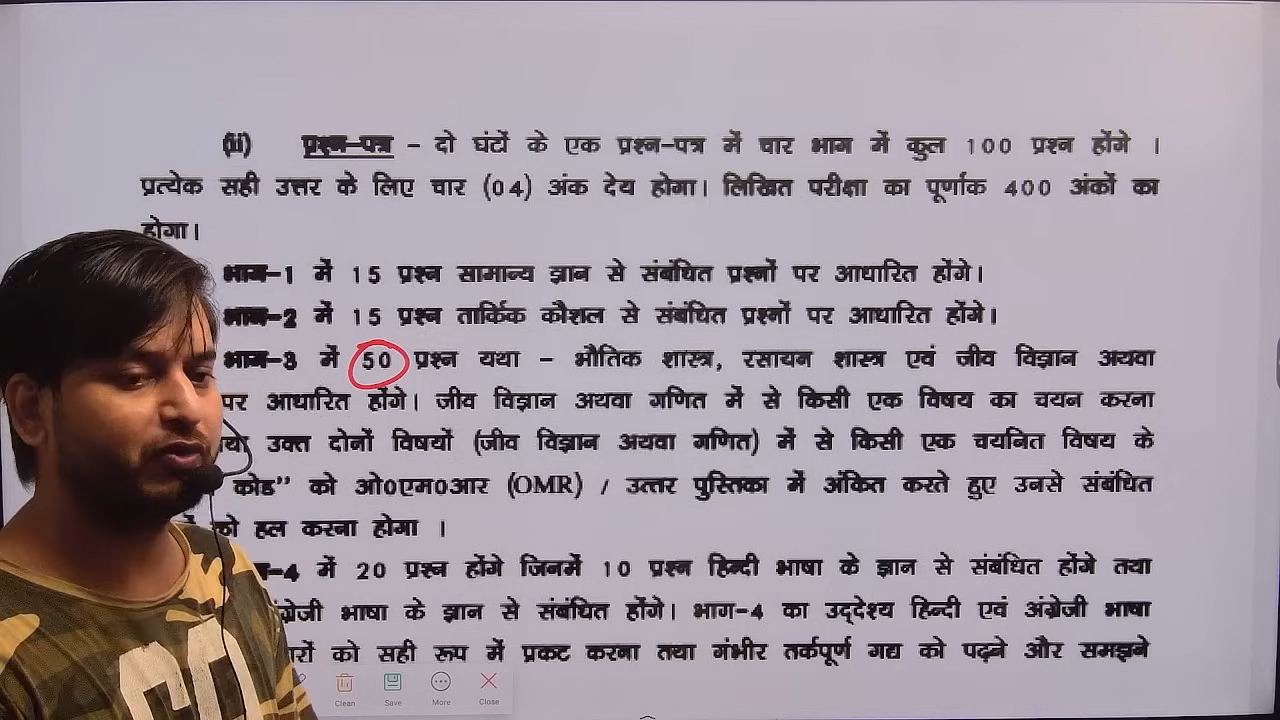 (ii) प्रश्न-पत्र - दो घंटों के एक प्रश्न-पत्र में चार भाग में कुल 100 प्रश्न होंगे ।
प्रत्येक सही उत्तर के लिए चार (04) अंक देय होगा। लिखित परीक्षा का पूर्णाक 400 अंकों का
होगा।
भाग-1 में 15 प्रश्न सामान्य ज्ञान से संबंधित प्रश्नों पर आधारित होंगे।
भाग-2 में 15 प्रश्न तार्किक कौशल से संबंधित प्रश्नों पर आधारित होंगे।
भाग-3 में 50 प्रश्न यथा - भौतिक शास्त्र, रसायन शास्त्र एवं जीव विज्ञान अथवा
पर आधारित होंगे। जीव विज्ञान अथवा गणित में से किसी एक विषय का चयन करना
उक्त दोनों विषयों (जीव विज्ञान अथवा गणित) में से किसी एक चयनित विषय के
कोड" को ओ0एम0आर (OMR) / उत्तर पुस्तिका में अंकित करते हुए उनसे संबंधित
को हल करना होगा ।
-4 में 20 प्रश्न होंगे जिनमें 10 प्रश्न हिन्दी भाषा के ज्ञान से संबंधित होंगे तथा
भाषा के ज्ञान से संबंधित होंगे। भाग-4 का उद्देश्य हिन्दी एवं अंग्रेजी भाषा
को सही रूप में प्रकट करना तथा गंभीर तर्कपूर्ण गद्य को पढ़ने और समझने
Clean Save More Close